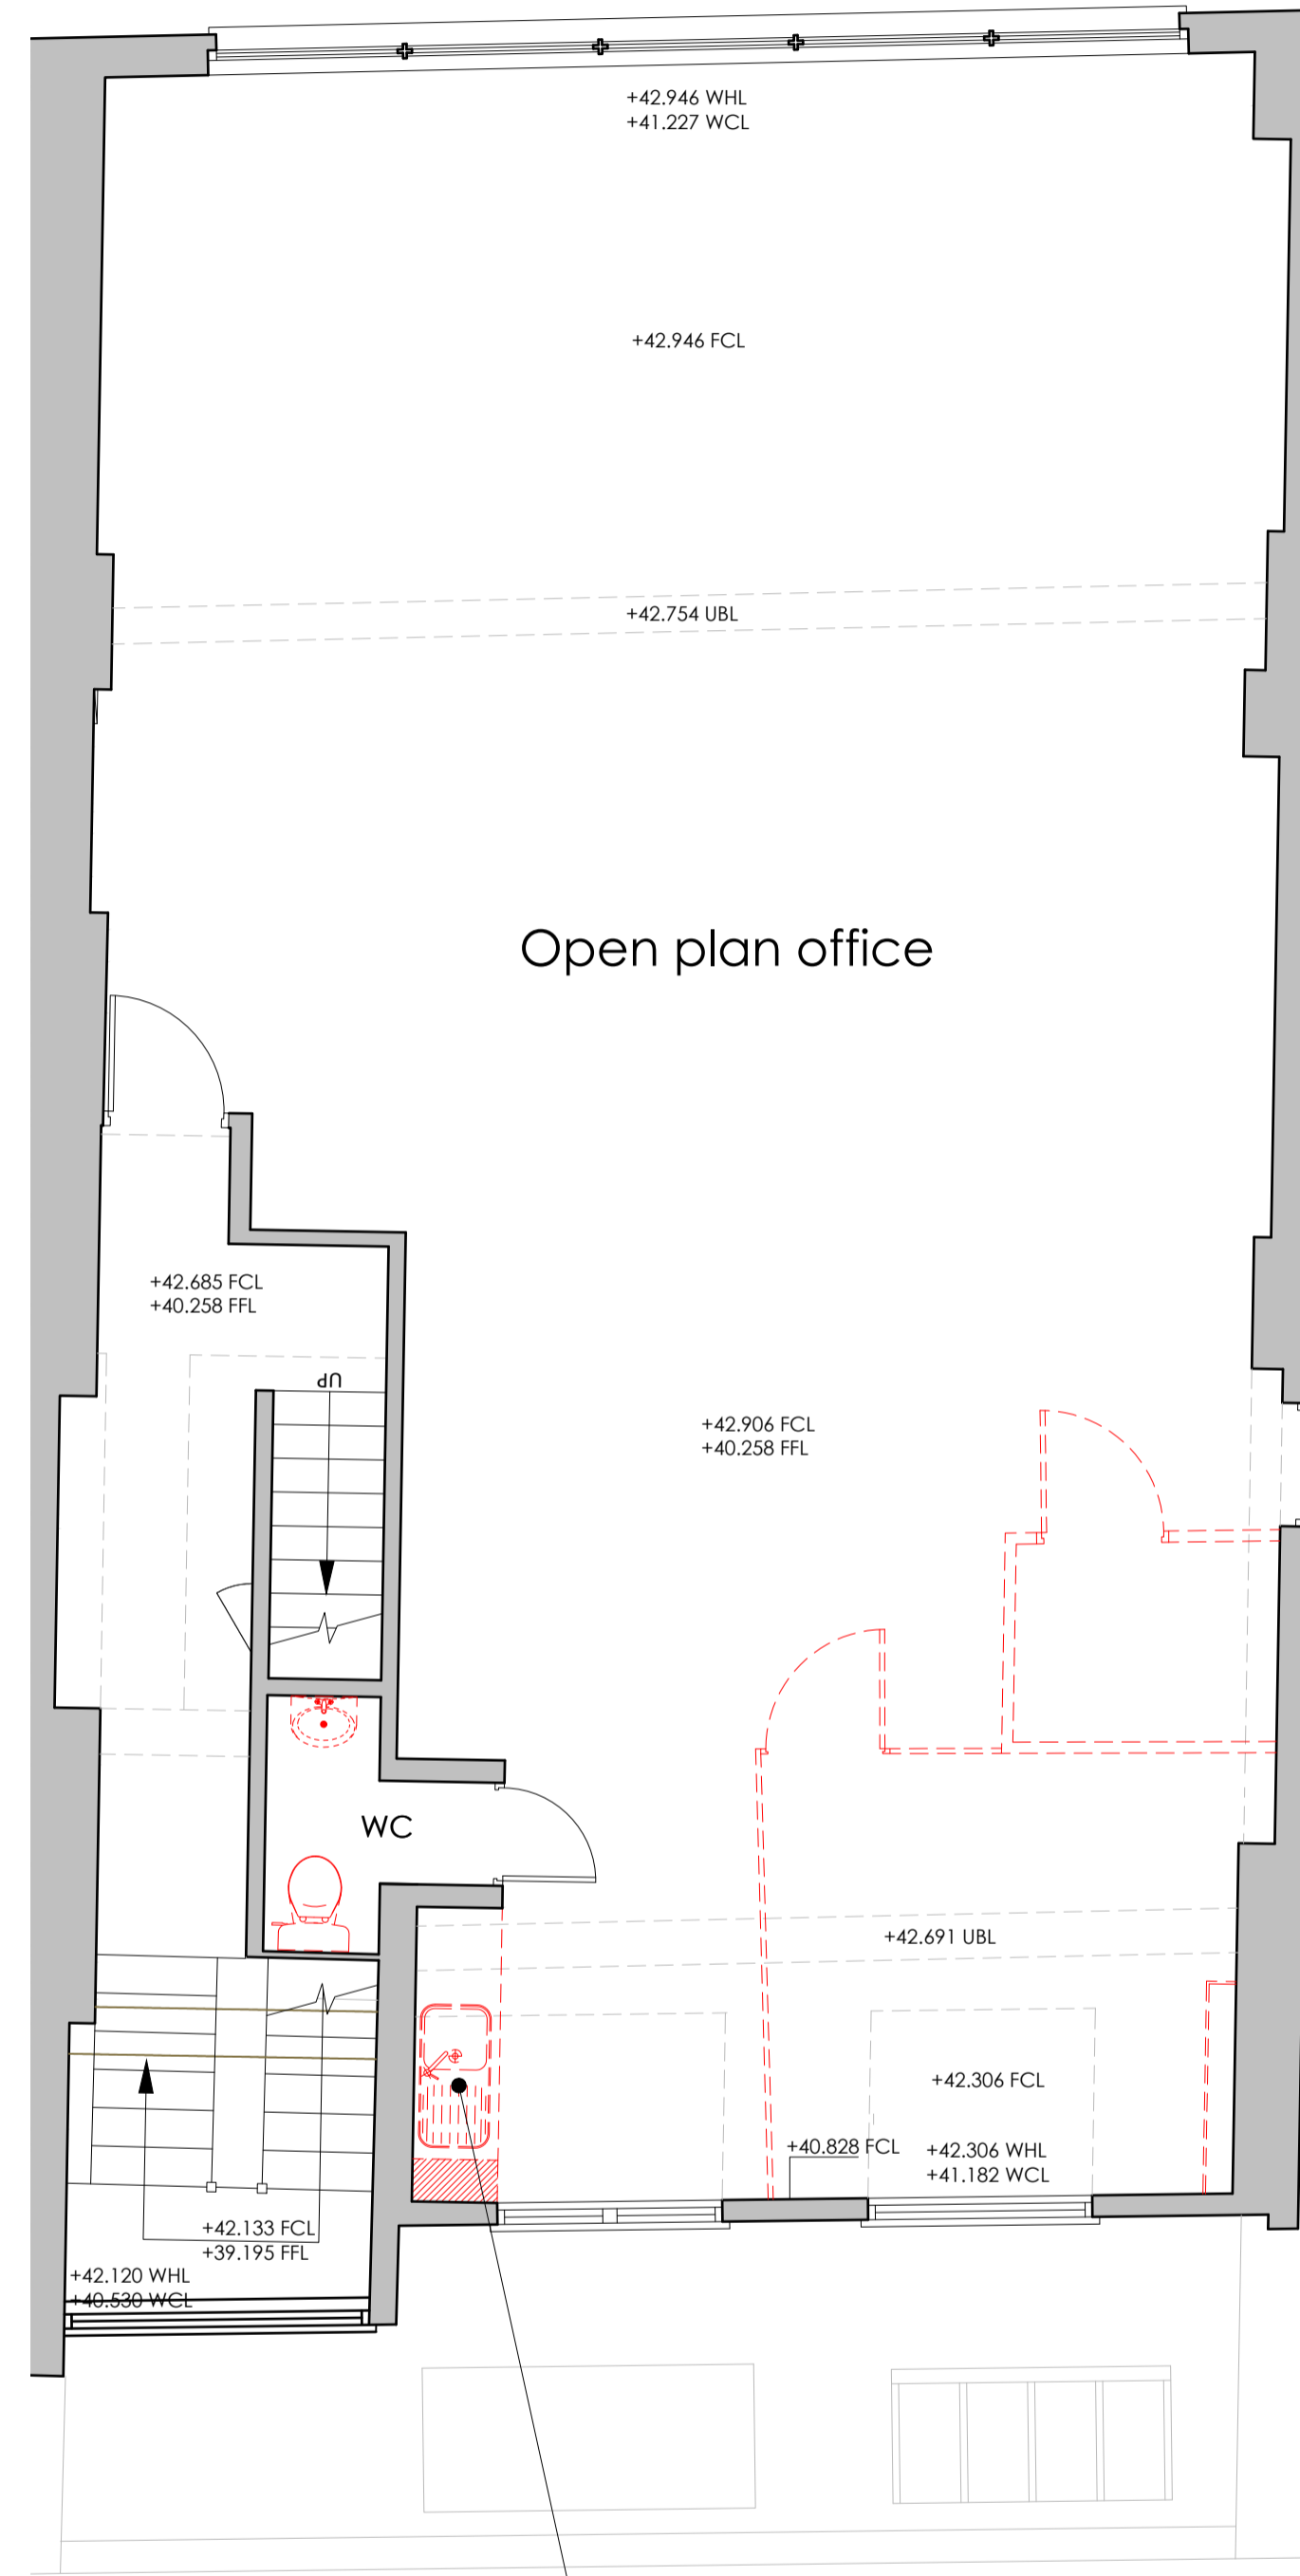 +42.946 WHL
+41.227 WCL
+42.946 FCL
+42.754 UBL
Open plan office
+42.685 FCL
+40.258 FFL
UP
+42.906 FCL
+40.258 FFL
WC
+42.691 UBL
+42.306 FCL
+40.828 FCL
+42.306 WHL
+41.182 WCL
+42.133 FCL
+39.195 FFL
+42.120 WHL
+40.530 WCL